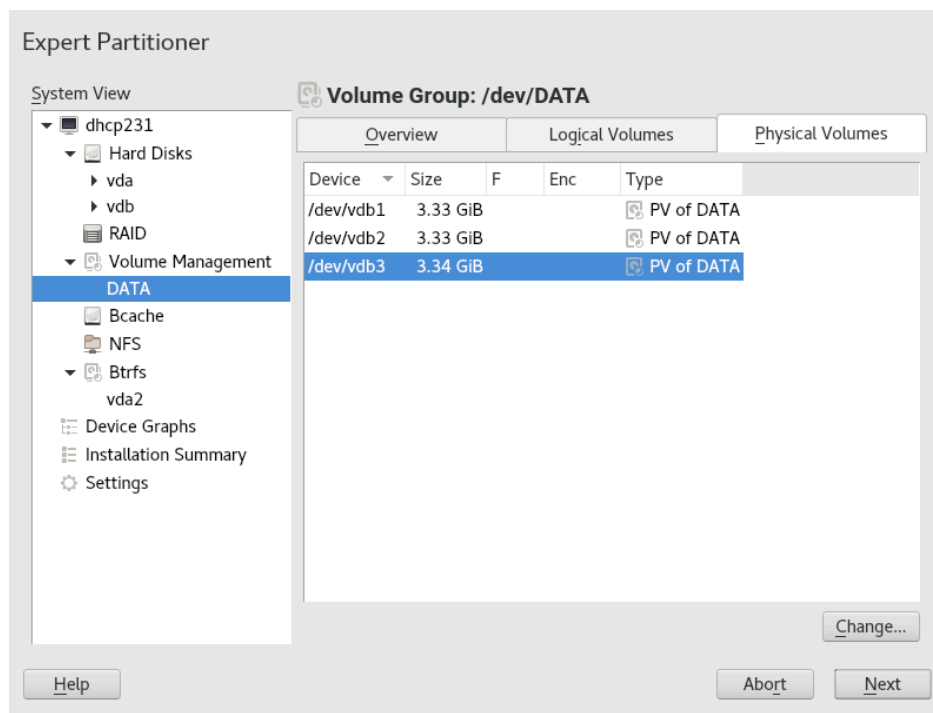 Expert Partitioner
System View
dhcp231
Hard Disks
vda
vdb
RAID
Volume Management
DATA
Bcache
NFS
Btrfs
vda2
Device Graphs
Installation Summary
Settings
Volume Group: /dev/DATA
Overview Logical Volumes Physical Volumes
Device Size F Enc Type
/dev/vdb1 3.33 GiB PV of DATA
/dev/vdb2 3.33 GiB PV of DATA
/dev/vdb3 3.34 GiB PV of DATA
Change...
Help Abort Next